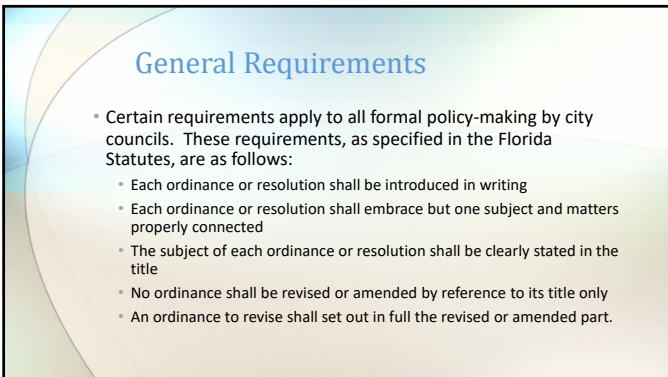 General Requirements
• Certain requirements apply to all formal policy-making by city
councils. These requirements, as specified in the Florida
Statutes, are as follows:
• Each ordinance or resolution shall be introduced in writing
• Each ordinance or resolution shall embrace but one subject and matters
properly connected
• The subject of each ordinance or resolution shall be clearly stated in the
title
• No ordinance shall be revised or amended by reference to its title only
• An ordinance to revise shall set out in full the revised or amended part.